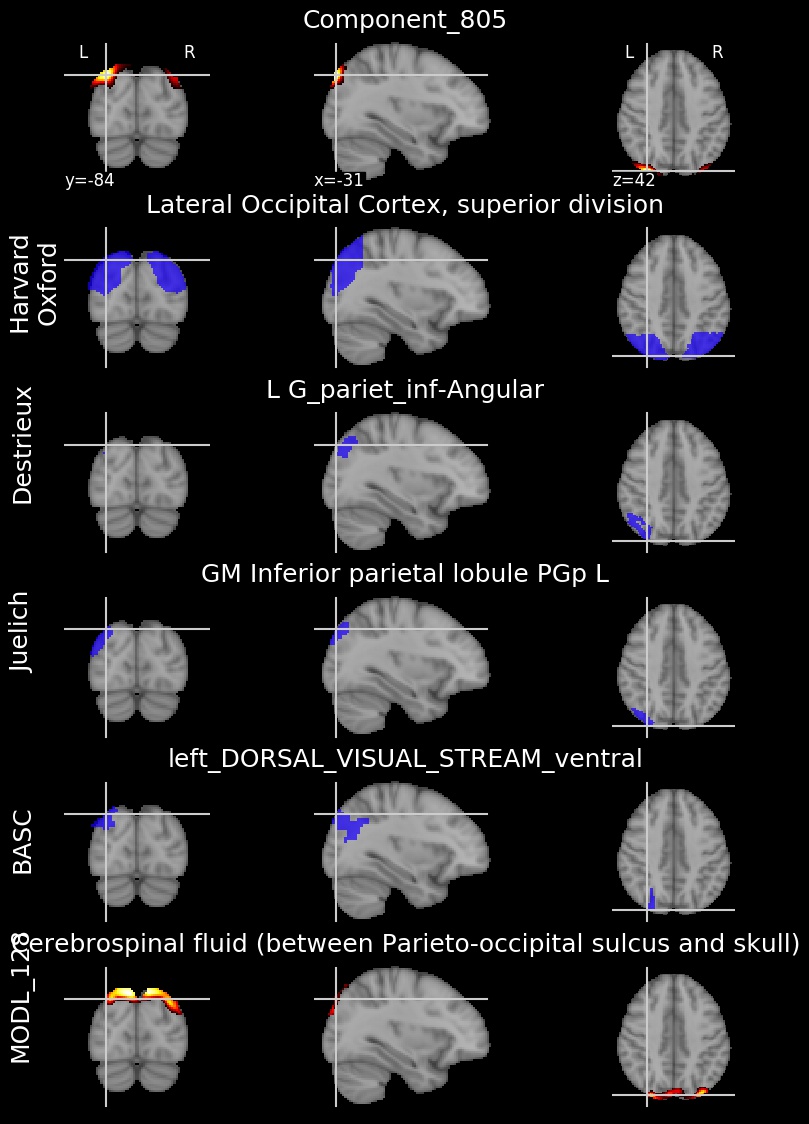 Component_805
L R
L R
y=-84
x=-31
z=42
Lateral Occipital Cortex, superior division
Harvard
Oxford
L G_pariet_inf-Angular
Destrieux
GM Inferior parietal lobule PGp L
Juelich
left_DORSAL_VISUAL_STREAM_ventral
BASC
erebrospinal fluid (between Parieto-occipital sulcus and skull)
MODL_128